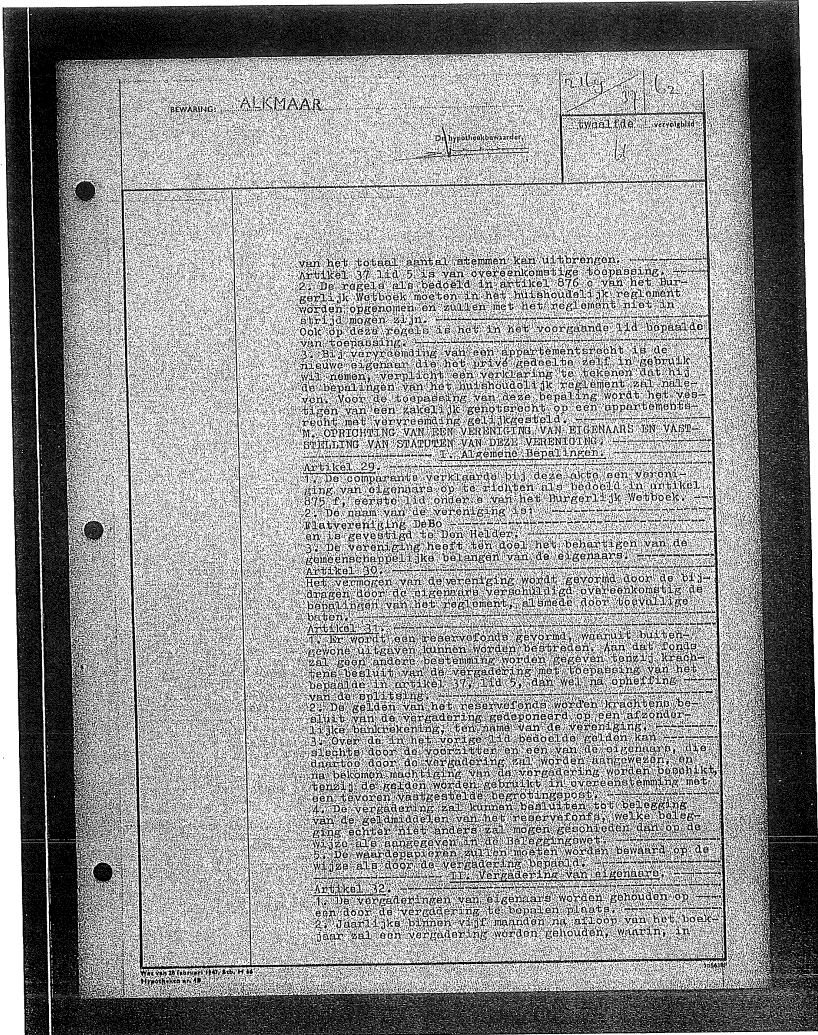 BEWARING: ALKMAAR
62
37
De hypotheekbewaarder,
twaalfde vervolgblad
4
van het totaal aantal stemmen kan uitbrengen.
Artikel 37 lid 5 is van overeenkomstige toepassing.
2. De regels als bedoeld in artikel 876 c van het Bur-
gerlijk Wetboek moeten in het huishoudelijk reglement
worden opgenomen en zullen met het reglement niet in
strijd mogen zijn.
Ook op deze regels is het in het voorgaande lid bepaalde
van toepassing.
3. Bij vervreemding van een appartementsrecht is de
nieuwe eigenaar die het privé gedeelte zelf in gebruik
wil nemen, verplicht een verklaring te tekenen dat hij
de bepalingen van het huishoudelijk reglement zal nale-
ven. Voor de toepassing van deze bepaling wordt het ves-
tigen van een zakelijk genotsrecht op een appartements-
recht met vervreemding gelijkgesteld.
M. OPRICHTING VAN EEN VERENIGING VAN EIGENAARS EN VAST-
STELLING VAN STATUTEN VAN DEZE VERENIGING.
I. Algemene Bepalingen.
Artikel 29.
1. De comparante verklaarde bij deze akte een vereni-
ging van eigenaars op te richten als bedoeld in artikel
875 f, eerste lid onder e van het Burgerlijk Wetboek.
2. De naam van de vereniging is:
Flatvereniging DeBo
en is gevestigd te Den Helder.
3. De vereniging heeft ten doel het behartigen van de
gemeenschappelijke belangen van de eigenaars.
Artikel 30.
Het vermogen van de vereniging wordt gevormd door de bij-
dragen door de eigenaars verschuldigd overeenkomstig de
bepalingen van het reglement, alsmede door toevallige
baten.
Artikel 31.
1. Er wordt een reservefonds gevormd, waaruit buiten-
gewone uitgaven kunnen worden bestreden. Aan dat fonds
zal geen andere bestemming worden gegeven tenzij krach-
tens besluit van de vergadering met toepassing van het
bepaalde in artikel 37, lid 5, dan wel na opheffing
van de splitsing.
2. De gelden van het reservefonds worden krachtens be-
sluit van de vergadering gedeponeerd op een afzonder-
lijke bankrekening, ten name van de vereniging.
3. Over de in het vorige lid bedoelde gelden kan
slechts door de voorzitter en een van de eigenaars, die
daartoe door de vergadering zal worden aangewezen, en
na bekomen machtiging van de vergadering worden beschikt,
tenzij de gelden worden gebruikt in overeenstemming met
een tevoren vastgestelde begrotingspost.
4. De vergadering zal kunnen besluiten tot belegging
van de geldmiddelen van het reservefonfs, welke beleg-
ging echter niet anders zal mogen geschieden dan op de
wijze als aangegeven in de Beleggingswet.
5. De waardepapieren zullen moeten worden bewaard op de
wijze als door de vergadering bepaald.
II. Vergadering van eigenaars.
Artikel 32.
1. De vergaderingen van eigenaars worden gehouden op
een door de vergadering te bepalen plaats.
2. Jaarlijks binnen vijf maanden na afloop van het boek-
jaar zal een vergadering worden gehouden, waarin, in
Wet van 28 februari 1947, Stb. H 68
Hypotheken nr. 18